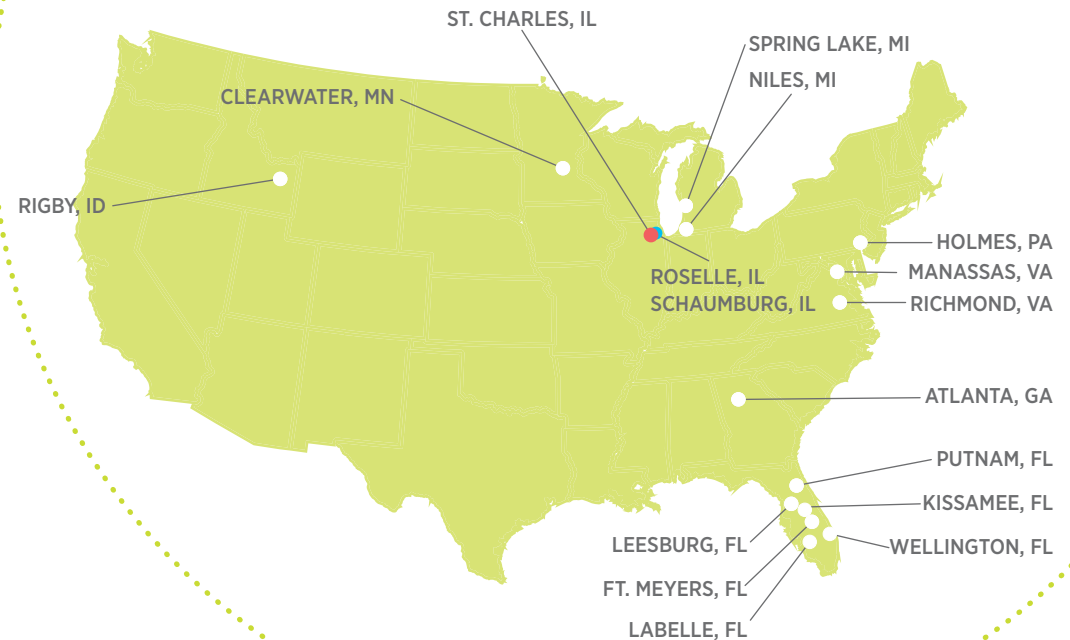 ST. CHARLES, IL
SPRING LAKE, MI
NILES, MI
CLEARWATER, MN
RIGBY, ID
HOLMES, PA
MANASSAS, VA
ROSELLE, IL
SCHAUMBURG, IL
RICHMOND, VA
ATLANTA, GA
PUTNAM, FL
KISSAMEE, FL
LEESBURG, FL
WELLINGTON, FL
FT. MEYERS, FL
LABELLE, FL